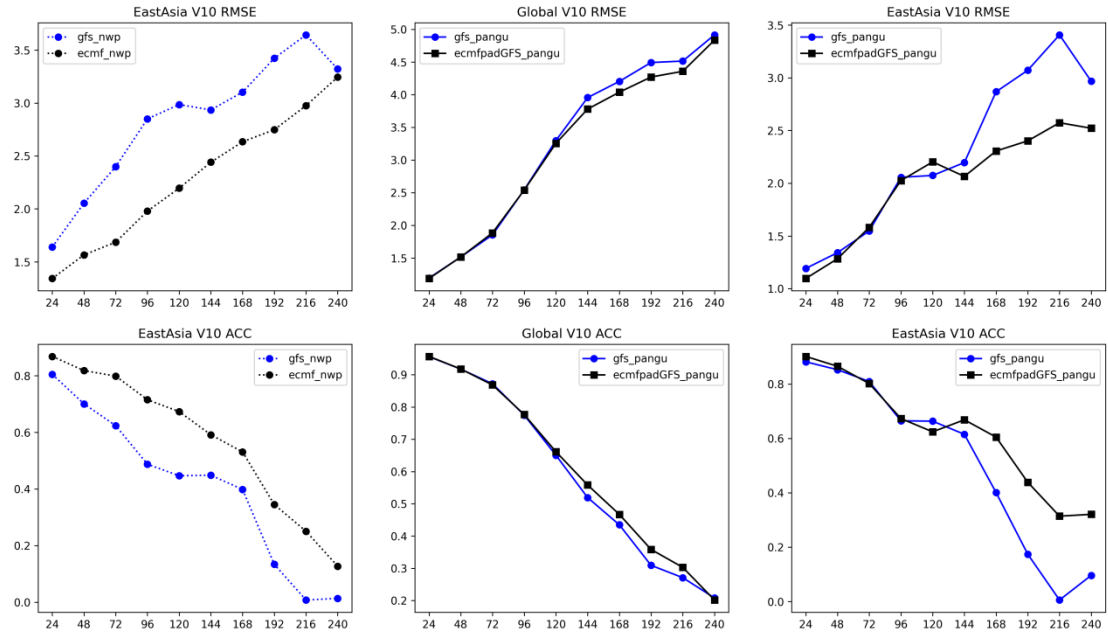 EastAsia V10 RMSE
gfs_nwp
ecmf_nwp
3.5
3.0
2.5
2.0
1.5
24 48 72 96 120 144 168 192 216 240
Global V10 RMSE
gfs_pangu
ecmfpadGFS_pangu
5.0
4.5
4.0
3.5
3.0
2.5
2.0
1.5
24 48 72 96 120 144 168 192 216 240
EastAsia V10 RMSE
gfs_pangu
ecmfpadGFS_pangu
3.5
3.0
2.5
2.0
1.5
1.0
24 48 72 96 120 144 168 192 216 240
EastAsia V10 ACC
gfs_nwp
ecmf_nwp
0.8
0.6
0.4
0.2
0.0
24 48 72 96 120 144 168 192 216 240
Global V10 ACC
gfs_pangu
ecmfpadGFS_pangu
0.9
0.8
0.7
0.6
0.5
0.4
0.3
0.2
24 48 72 96 120 144 168 192 216 240
EastAsia V10 ACC
gfs_pangu
ecmfpadGFS_pangu
0.8
0.6
0.4
0.2
0.0
24 48 72 96 120 144 168 192 216 240